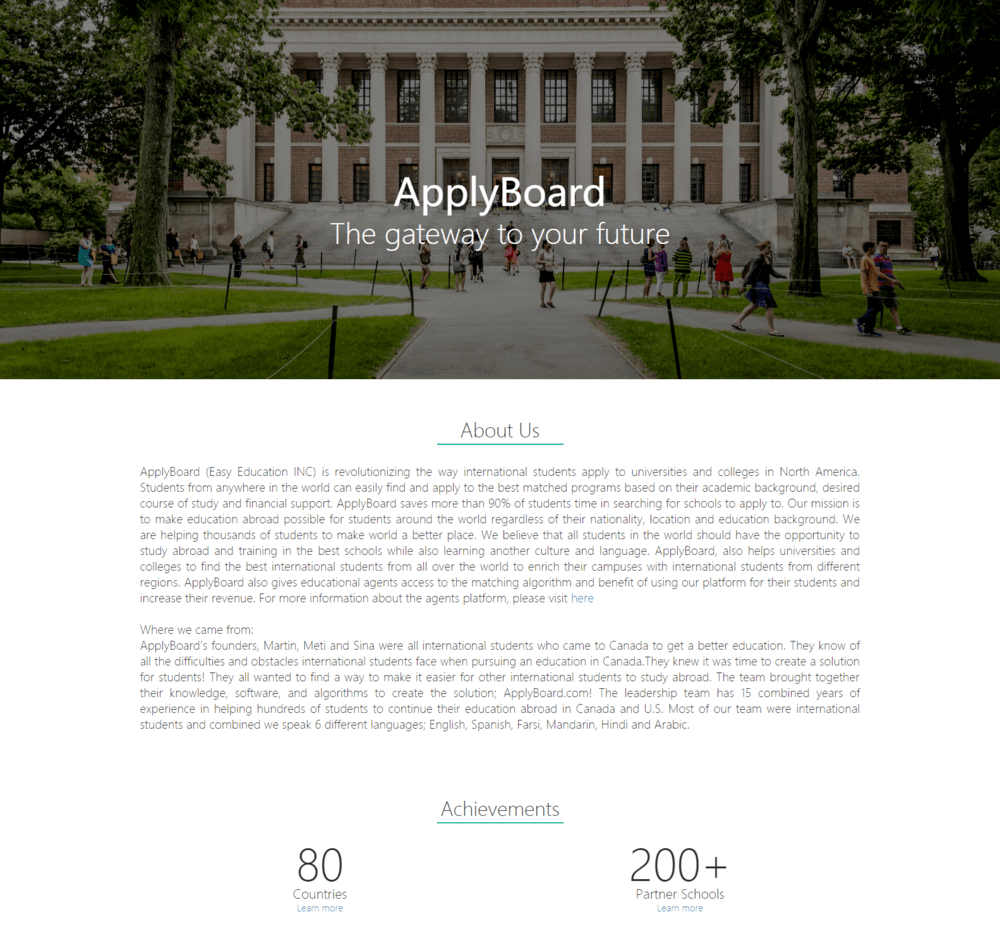 ApplyBoard
The gateway to your future
About Us
ApplyBoard (Easy Education INC) is revolutionizing the way international students apply to universities and colleges in North America.
Students from anywhere in the world can easily find and apply to the best matched programs based on their academic background, desired
course of study and financial support. ApplyBoard saves more than 90% of students time in searching for schools to apply to. Our mission is
to make education abroad possible for students around the world regardless of their nationality, location and education background. We
are helping thousands of students to make world a better place. We believe that all students in the world should have the opportunity to
study abroad and training in the best schools while also learning another culture and language. ApplyBoard, also helps universities and
colleges to find the best international students from all over the world to enrich their campuses with international students from different
regions. ApplyBoard also gives educational agents access to the matching algorithm and benefit of using our platform for their students and
increase their revenue. For more information about the agents platform, please visit here
Where we came from:
ApplyBoard's founders, Martin, Meti and Sina were all international students who came to Canada to get a better education. They know of
all the difficulties and obstacles international students face when pursuing an education in Canada.They knew it was time to create a solution
for students! They all wanted to find a way to make it easier for other international students to study abroad. The team brought together
their knowledge, software, and algorithms to create the solution; ApplyBoard.com! The leadership team has 15 combined years of
experience in helping hundreds of students to continue their education abroad in Canada and U.S. Most of our team were international
students and combined we speak 6 different languages; English, Spanish, Farsi, Mandarin, Hindi and Arabic.
Achievements
80
Countries
Learn more
200+
Partner Schools
Learn more